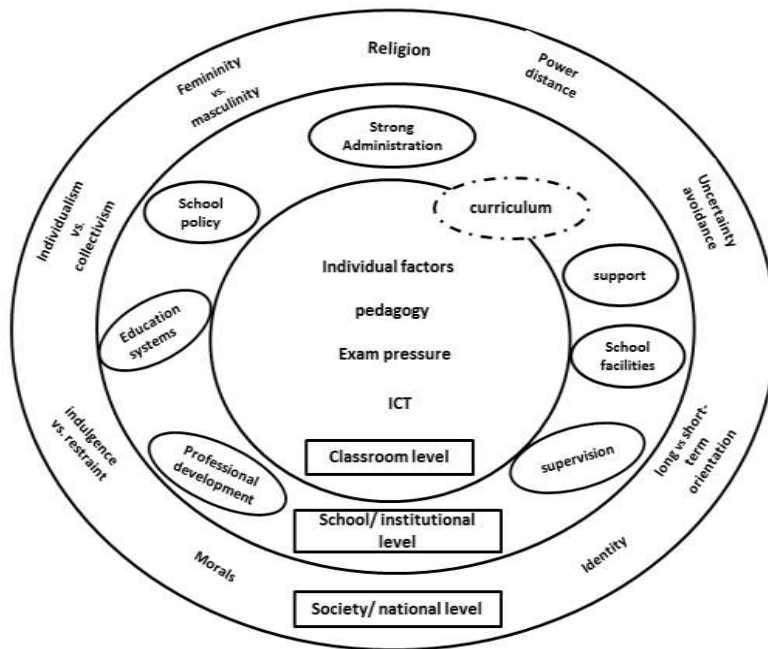 Religion
Femininity
vs.
masculinity
Power
distance
Strong
Administration
School
policy
curriculum
Individualism
vs.
collectivism
Uncertainty
avoidance
Individual factors
support
pedagogy
Education
systems
School
facilities
Exam pressure
ICT
indulgence
vs. restraint
long vs short-
term
orientation
Classroom level
Professional
development
supervision
School/ institutional
level
Morals
Identity
Society/ national level